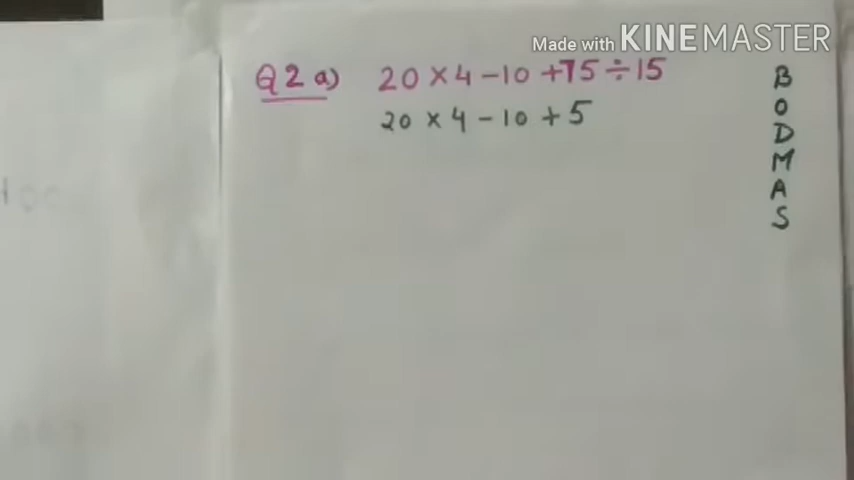 Made with KINEMASTER
Q2 a) 20 × 4 – 10 + 75 ÷ 15
20 × 4 – 10 + 5
B
O
D
M
A
S